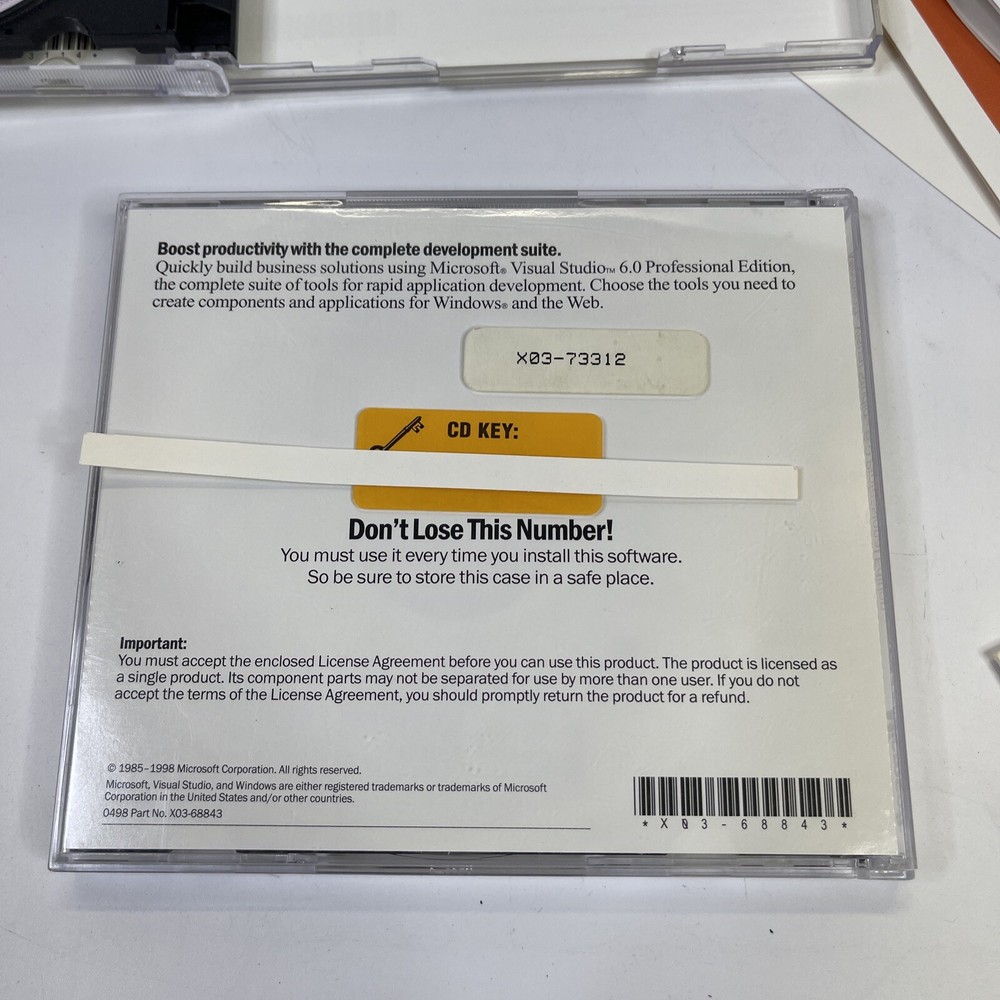 Boost productivity with the complete development suite.
Quickly build business solutions using Microsoft® Visual Studio™ 6.0 Professional Edition,
the complete suite of tools for rapid application development. Choose the tools you need to
create components and applications for Windows® and the Web.
X03-73312
CD KEY:
Don't Lose This Number!
You must use it every time you install this software.
So be sure to store this case in a safe place.
Important:
You must accept the enclosed License Agreement before you can use this product. The product is licensed as
a single product. Its component parts may not be separated for use by more than one user. If you do not
accept the terms of the License Agreement, you should promptly return the product for a refund.
© 1985–1998 Microsoft Corporation. All rights reserved.
Microsoft, Visual Studio, and Windows are either registered trademarks or trademarks of Microsoft
Corporation in the United States and/or other countries.
0498 Part No. X03-68843
*X03-68843*